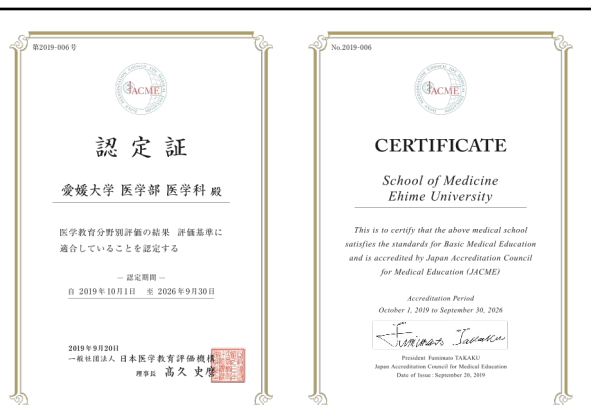 第2019-006号
JACME
認定証
愛媛大学 医学部 医学科 殿
医学教育分野別評価の結果 評価基準に
適合していることを認定する
― 認定期間 ―
自 2019年10月1日 至 2026年9月30日
2019年9月20日
一般社団法人 日本医学教育評価機構
理事長 高久 史麿
No.2019-006
JACME
CERTIFICATE
School of Medicine
Ehime University
This is to certify that the above medical school
satisfies the standards for Basic Medical Education
and is accredited by Japan Accreditation Council
for Medical Education (JACME)
Accreditation Period
October 1, 2019 to September 30, 2026
Fumimaro Takaku
President Fumimaro TAKAKU
Japan Accreditation Council for Medical Education
Date of Issue : September 20, 2019